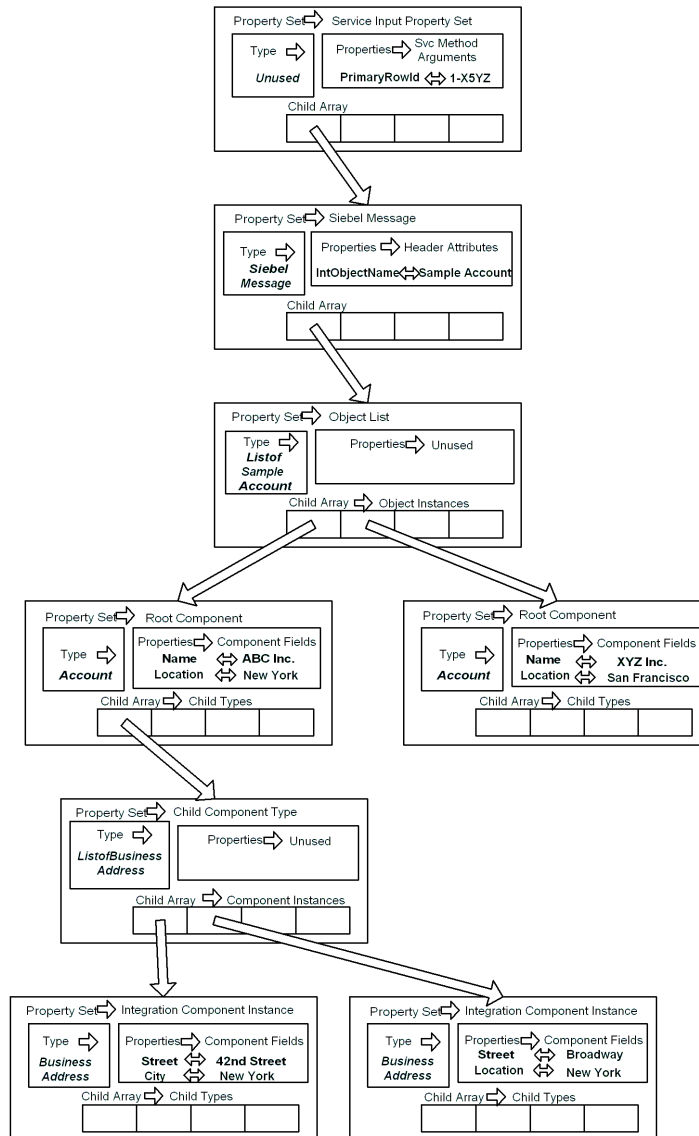 Property Set Service Input Property Set
Type
Unused
Properties Svc Method
Arguments
PrimaryRowId 1-X5YZ
Child Array
Property Set Siebel Message
Type
Siebel
Message
Properties Header Attributes
IntObjectName Sample Account
Child Array
Property Set Object List
Type
Listof
Sample
Account
Properties Unused
Child Array Object Instances
Property Set Root Component
Type
Account
Properties Component Fields
Name ABC Inc.
Location New York
Child Array Child Types
Property Set Root Component
Type
Account
Properties Component Fields
Name XYZ Inc.
Location San Francisco
Child Array Child Types
Property Set Child Component Type
Type
ListofBusiness
Address
Properties Unused
Child Array Component Instances
Property Set Integration Component Instance
Type
Business
Address
Properties Component Fields
Street 42nd Street
City New York
Child Array Child Types
Property Set Integration Component Instance
Type
Business
Address
Properties Component Fields
Street Broadway
Location New York
Child Array Child Types